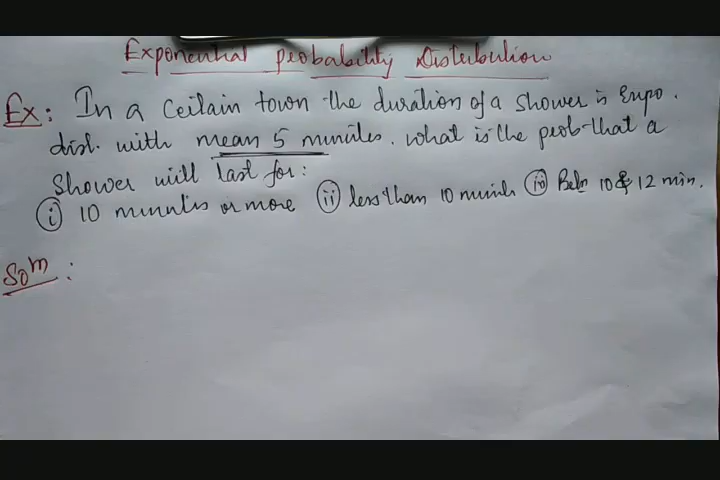 Exponential probability Distribution
Ex: In a certain town the duration of a shower is Expo.
dist. with mean 5 minutes. what is the prob that a
shower will last for:
(i) 10 minutes or more (ii) less than 10 minute (iii) Betn 10 & 12 min.
Soln: